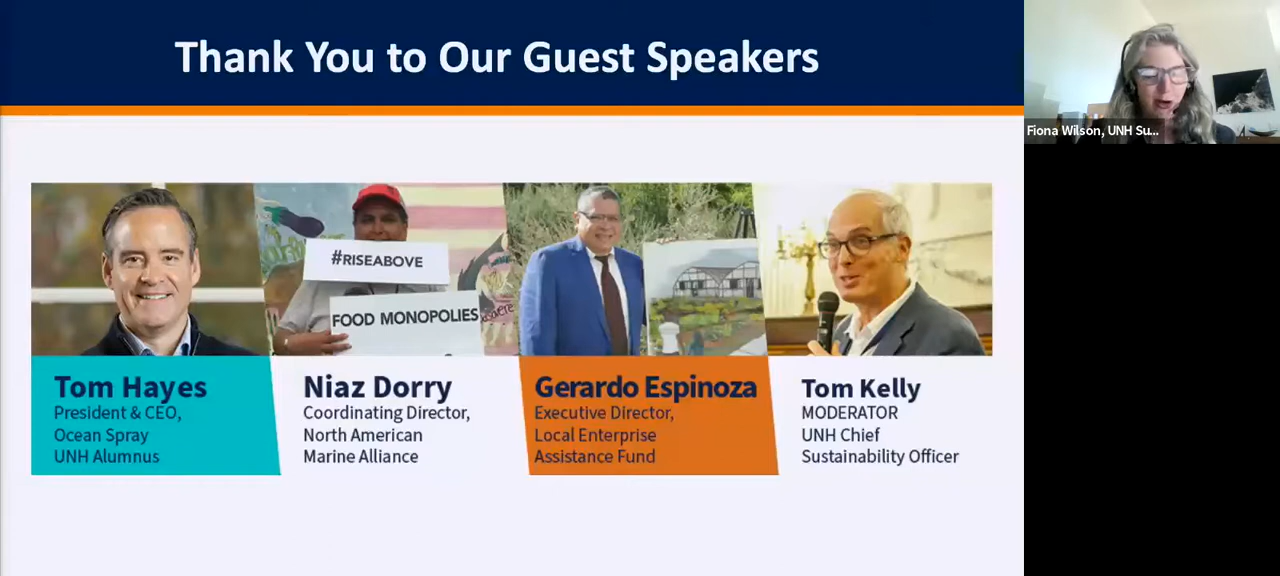 Thank You to Our Guest Speakers
Fiona Wilson, UNH Su...
#RISEABOVE
FOOD MONOPOLIES
Tom Hayes
President & CEO,
Ocean Spray
UNH Alumnus
Niaz Dorry
Coordinating Director,
North American
Marine Alliance
Gerardo Espinoza
Executive Director,
Local Enterprise
Assistance Fund
Tom Kelly
MODERATOR
UNH Chief
Sustainability Officer